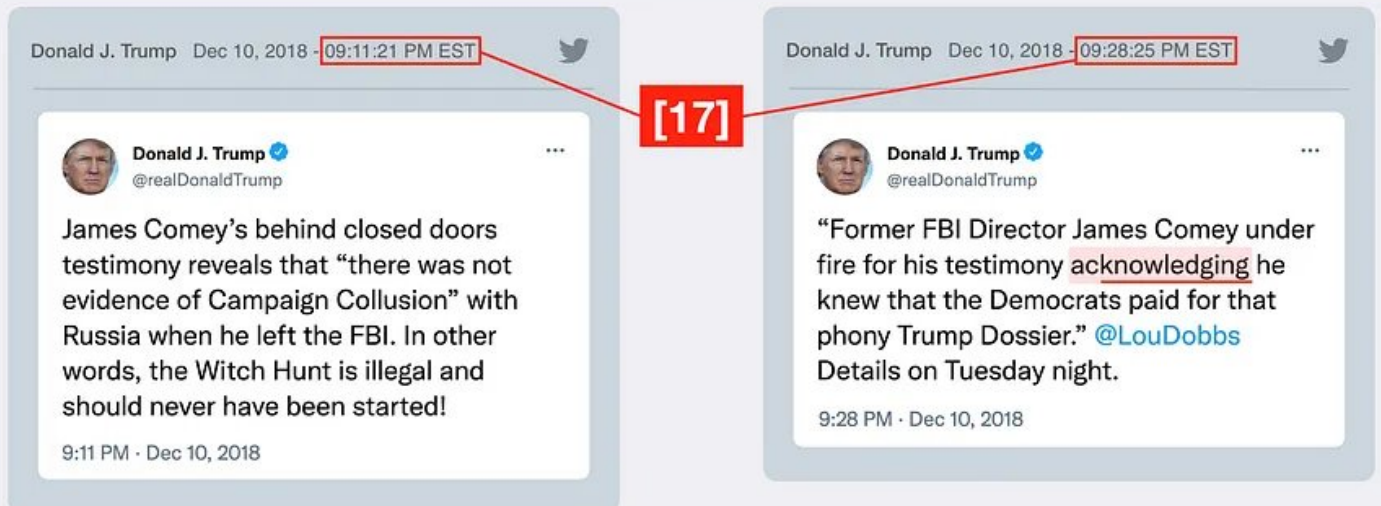 Donald J. Trump Dec 10, 2018 - 09:11:21 PM EST
Donald J. Trump
@realDonaldTrump
James Comey’s behind closed doors
testimony reveals that “there was not
evidence of Campaign Collusion” with
Russia when he left the FBI. In other
words, the Witch Hunt is illegal and
should never have been started!
9:11 PM · Dec 10, 2018
[17]
Donald J. Trump Dec 10, 2018 - 09:28:25 PM EST
Donald J. Trump
@realDonaldTrump
“Former FBI Director James Comey under
fire for his testimony acknowledging he
knew that the Democrats paid for that
phony Trump Dossier.” @LouDobbs
Details on Tuesday night.
9:28 PM · Dec 10, 2018